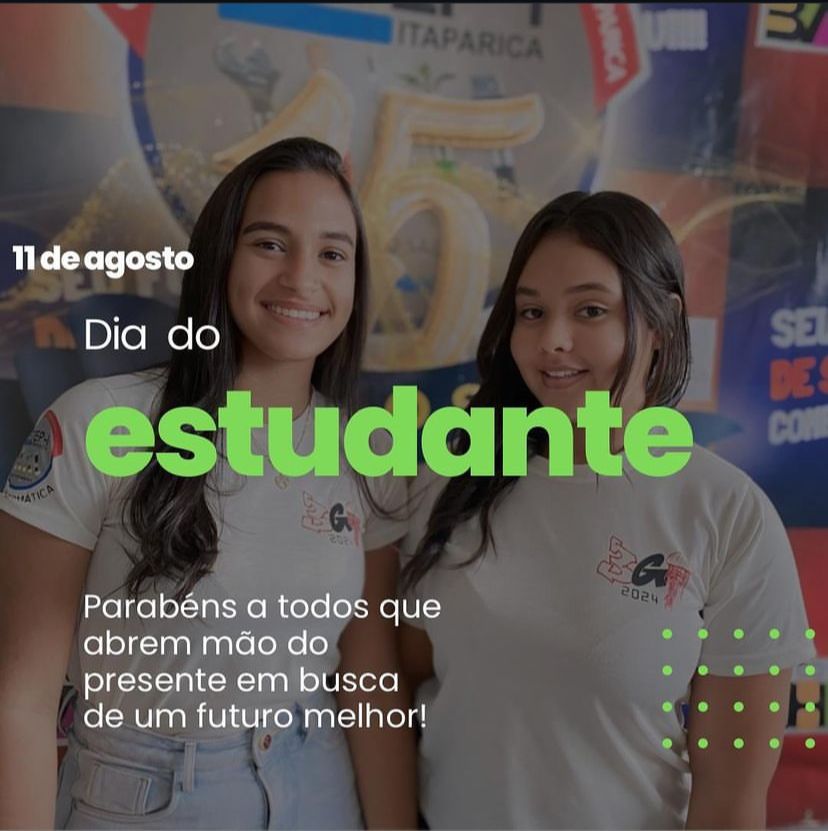 ITAPARICA
15
11 de agosto
Dia do
estudante
2024
Parabéns a todos que
abrem mão do
presente em busca
de um futuro melhor!